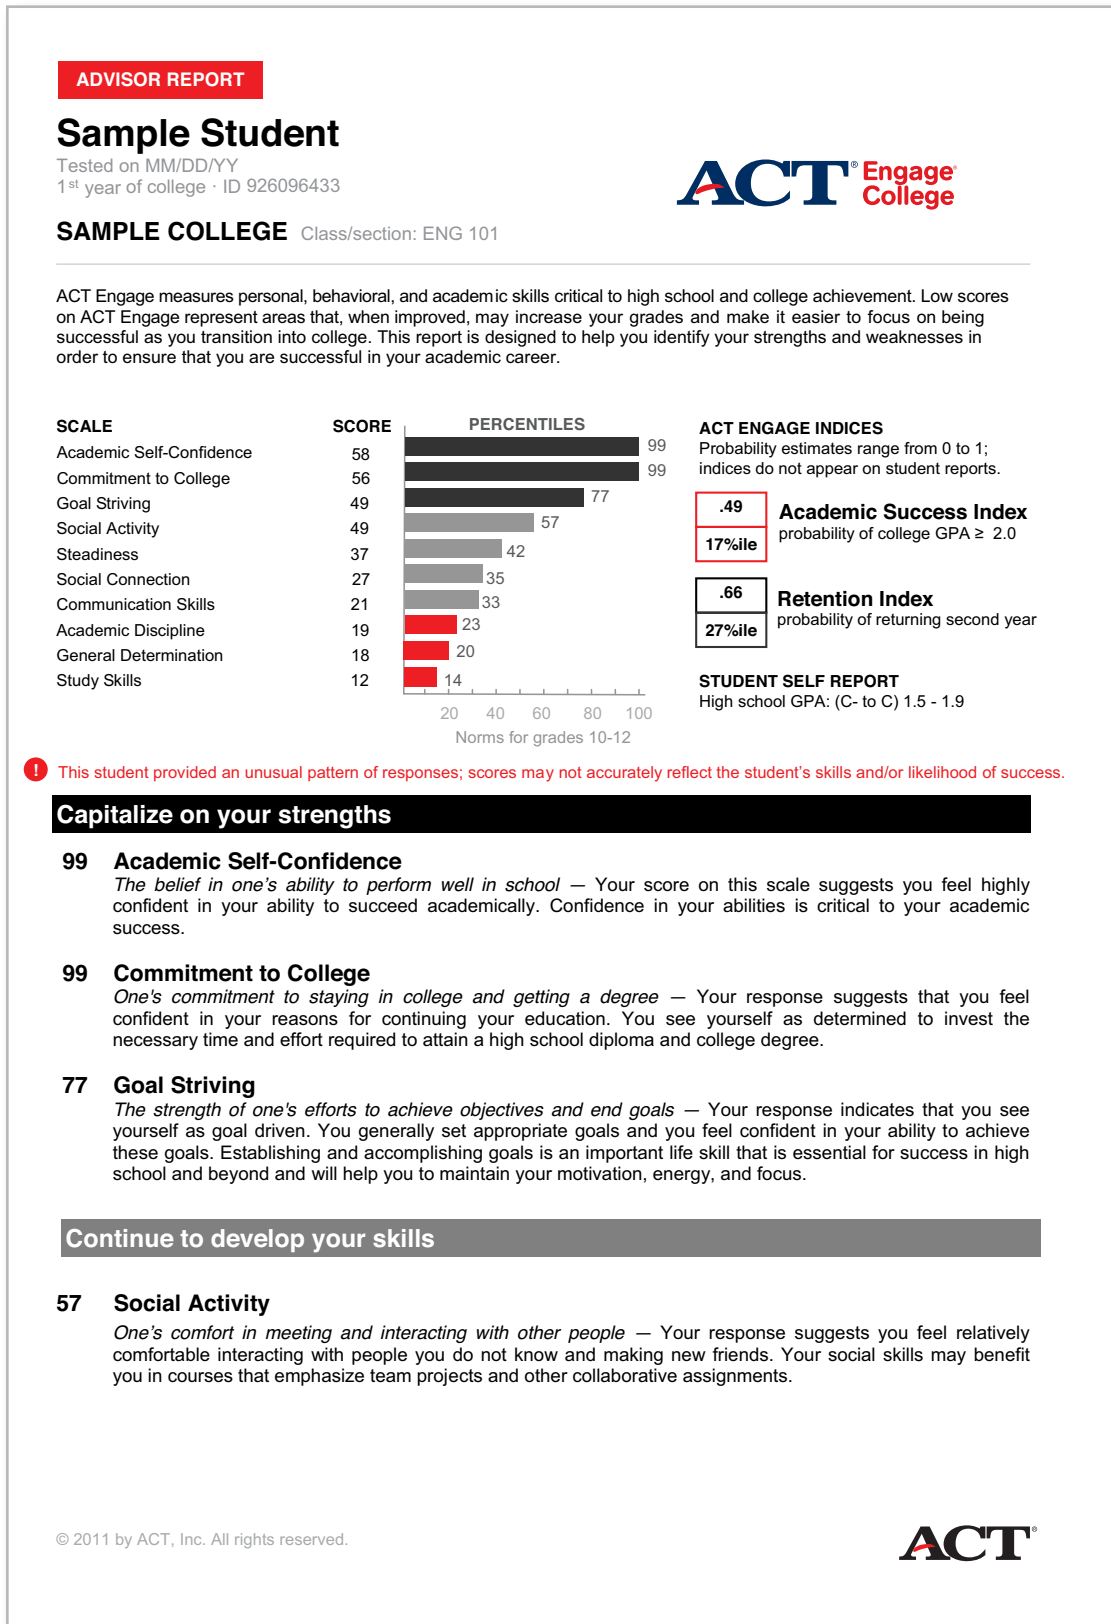 ADVISOR REPORT
Sample Student
Tested on MM/DD/YY
1st year of college · ID 926096433
ACT® Engage®
College
SAMPLE COLLEGE Class/section: ENG 101
ACT Engage measures personal, behavioral, and academic skills critical to high school and college achievement. Low scores
on ACT Engage represent areas that, when improved, may increase your grades and make it easier to focus on being
successful as you transition into college. This report is designed to help you identify your strengths and weaknesses in
order to ensure that you are successful in your academic career.
SCALE SCORE PERCENTILES
Academic Self-Confidence 58 99
Commitment to College 56 99
Goal Striving 49 77
Social Activity 49 57
Steadiness 37 42
Social Connection 27 35
Communication Skills 21 33
Academic Discipline 19 23
General Determination 18 20
Study Skills 12 14
20 40 60 80 100
Norms for grades 10-12
ACT ENGAGE INDICES
Probability estimates range from 0 to 1;
indices do not appear on student reports.
.49 Academic Success Index
17%ile probability of college GPA ≥ 2.0
.66 Retention Index
27%ile probability of returning second year
STUDENT SELF REPORT
High school GPA: (C- to C) 1.5 - 1.9
! This student provided an unusual pattern of responses; scores may not accurately reflect the student's skills and/or likelihood of success.
Capitalize on your strengths
99 Academic Self-Confidence
The belief in one's ability to perform well in school — Your score on this scale suggests you feel highly
confident in your ability to succeed academically. Confidence in your abilities is critical to your academic
success.
99 Commitment to College
One's commitment to staying in college and getting a degree — Your response suggests that you feel
confident in your reasons for continuing your education. You see yourself as determined to invest the
necessary time and effort required to attain a high school diploma and college degree.
77 Goal Striving
The strength of one's efforts to achieve objectives and end goals — Your response indicates that you see
yourself as goal driven. You generally set appropriate goals and you feel confident in your ability to achieve
these goals. Establishing and accomplishing goals is an important life skill that is essential for success in high
school and beyond and will help you to maintain your motivation, energy, and focus.
Continue to develop your skills
57 Social Activity
One's comfort in meeting and interacting with other people — Your response suggests you feel relatively
comfortable interacting with people you do not know and making new friends. Your social skills may benefit
you in courses that emphasize team projects and other collaborative assignments.
© 2011 by ACT, Inc. All rights reserved.
ACT®